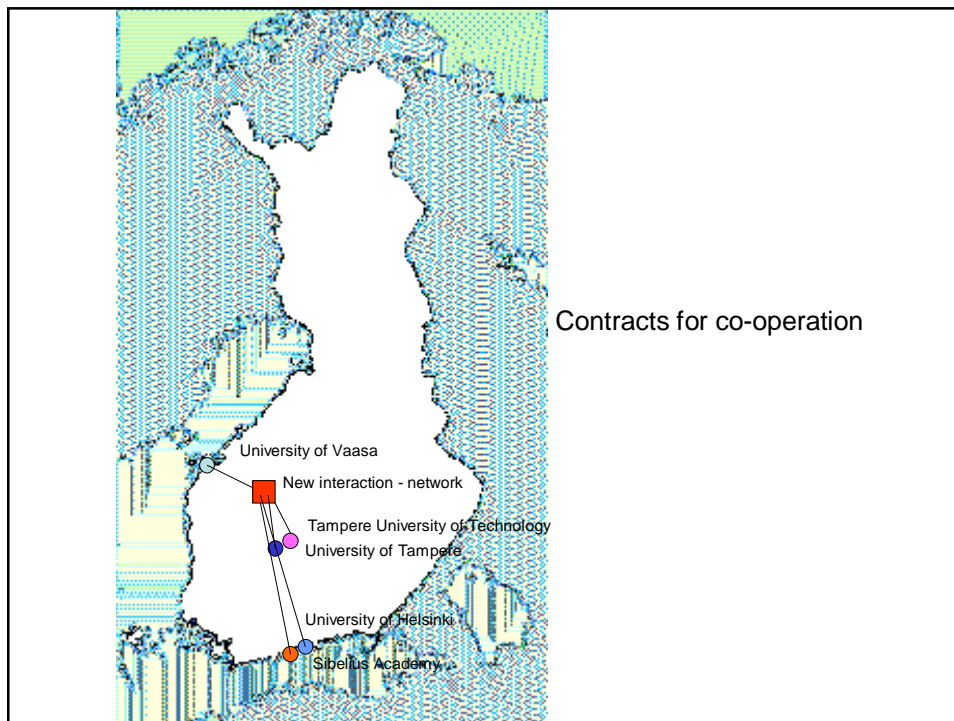 Contracts for co-operation
University of Vaasa
New interaction - network
Tampere University of Technology
University of Tampere
University of Helsinki
Sibelius Academy